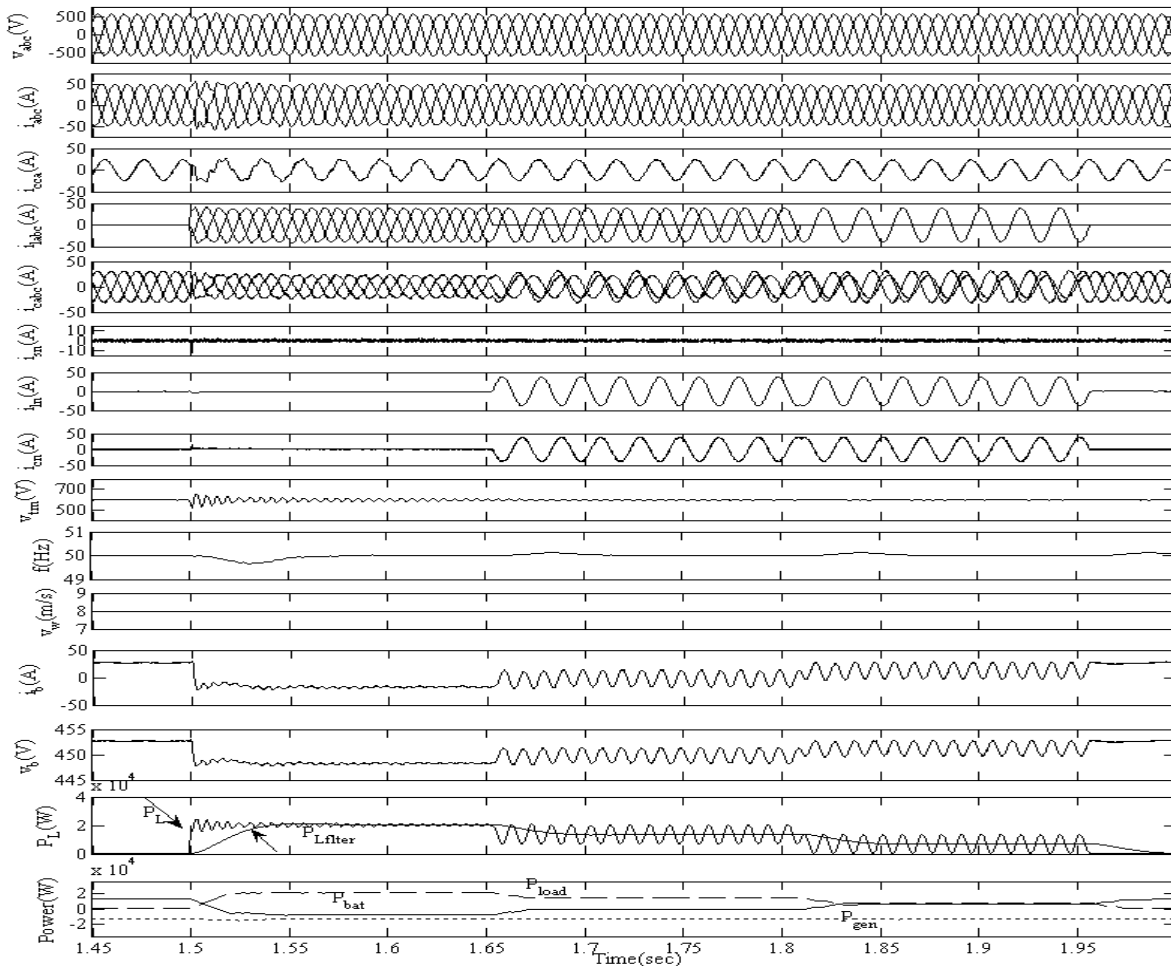 v_abc(V)
500
0
-500
i_abc(A)
50
0
-50
i_cca(A)
50
0
-50
i_labc(A)
50
0
-50
i_cabc(A)
50
0
-50
i_sn(A)
10
0
-10
i_ln(A)
50
0
-50
i_cn(A)
50
0
-50
v_tm(V)
700
500
f(Hz)
51
50
49
v_w(m/s)
9
8
7
i_b(A)
50
0
-50
v_b(V)
455
450
445
x 10^4
P_L(W)
4
2
0
P_L
P_Lflter
x 10^4
Power(W)
2
0
-2
P_load
P_bat
P_gen
1.45 1.5 1.55 1.6 1.65 1.7 1.75 1.8 1.85 1.9 1.95
Time(sec)